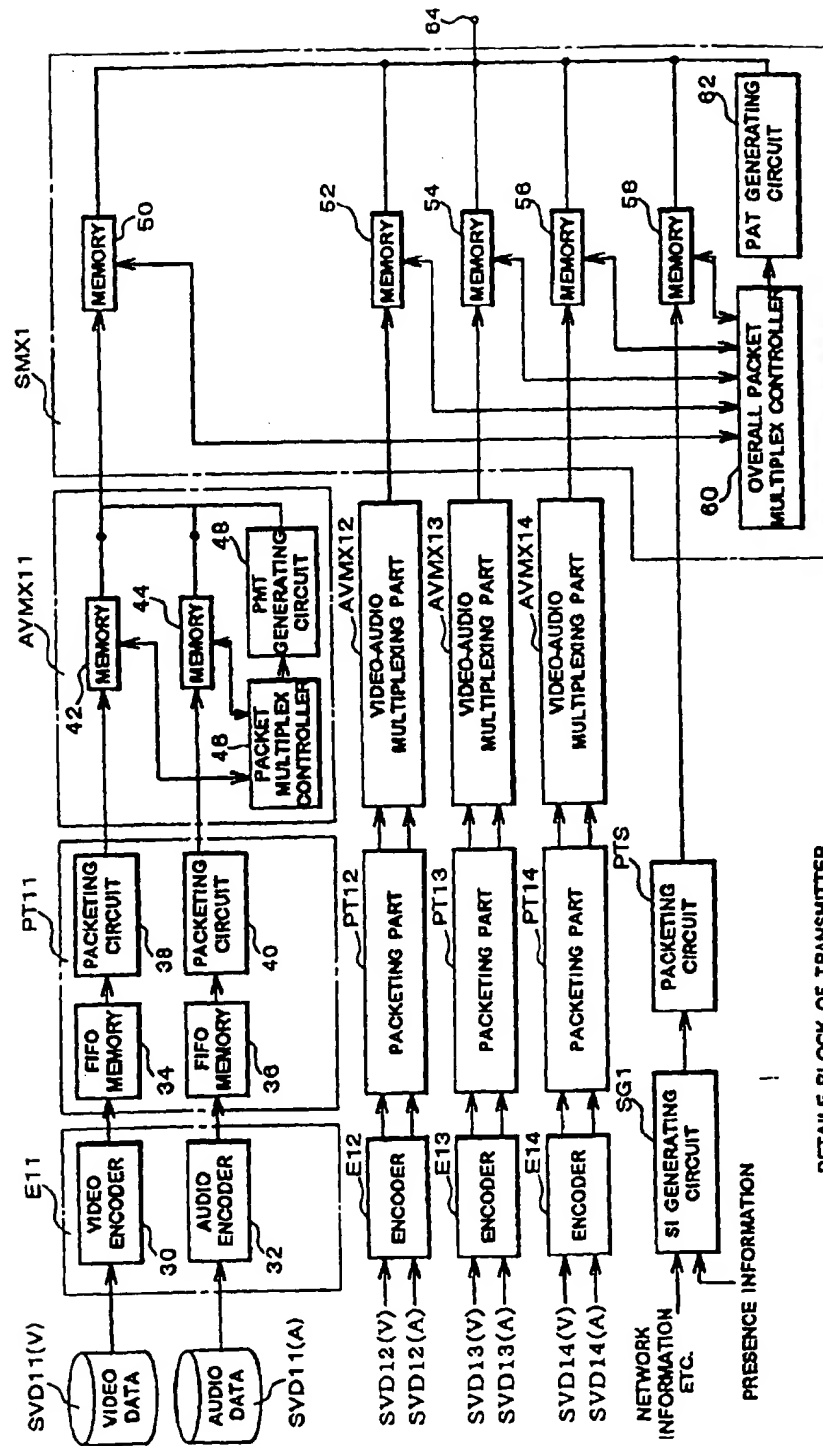 SVD11(V)
VIDEO DATA
AUDIO DATA
SVD11(A)
E11
VIDEO ENCODER
30
AUDIO ENCODER
32
PT11
FIFO MEMORY
34
PACKETING CIRCUIT
38
FIFO MEMORY
36
PACKETING CIRCUIT
40
AVMX11
MEMORY
42
MEMORY
44
PACKET MULTIPLEX CONTROLLER
46
PMT GENERATING CIRCUIT
48
SMX1
MEMORY
50
SVD12(V)
SVD12(A)
E12
ENCODER
PT12
PACKETING PART
AVMX12
VIDEO-AUDIO MULTIPLEXING PART
MEMORY
52
SVD13(V)
SVD13(A)
E13
ENCODER
PT13
PACKETING PART
AVMX13
VIDEO-AUDIO MULTIPLEXING PART
MEMORY
54
64
SVD14(V)
SVD14(A)
E14
ENCODER
PT14
PACKETING PART
AVMX14
VIDEO-AUDIO MULTIPLEXING PART
MEMORY
56
NETWORK INFORMATION ETC.
PRESENCE INFORMATION
SG1
SI GENERATING CIRCUIT
PTS
PACKETING CIRCUIT
MEMORY
58
60
OVERALL PACKET MULTIPLEX CONTROLLER
PAT GENERATING CIRCUIT
62